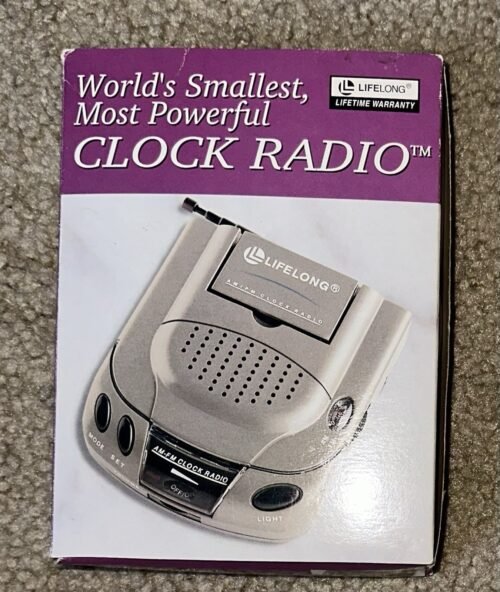 World's Smallest,
Most Powerful
CLOCK RADIO™
LIFELONG®
LIFETIME WARRANTY
LIFELONG®
AM/FM CLOCK RADIO
MODE SET
AM-FM CLOCK RADIO
LIGHT